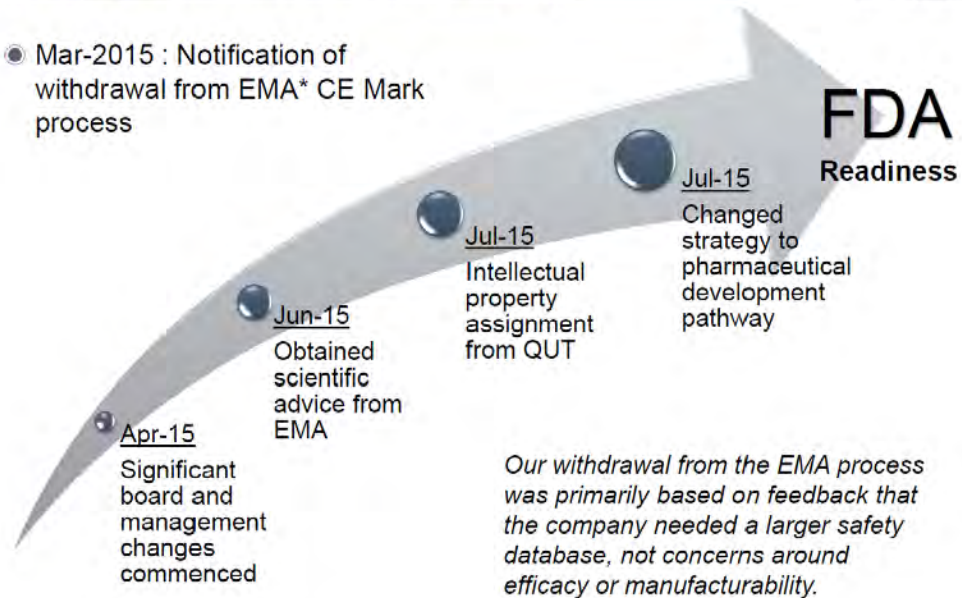 Mar-2015 : Notification of
withdrawal from EMA* CE Mark
process
FDA
Readiness
Jul-15
Changed
strategy to
pharmaceutical
development
pathway
Jul-15
Intellectual
property
assignment
from QUT
Jun-15
Obtained
scientific
advice from
EMA
Apr-15
Significant
board and
management
changes
commenced
Our withdrawal from the EMA process
was primarily based on feedback that
the company needed a larger safety
database, not concerns around
efficacy or manufacturability.